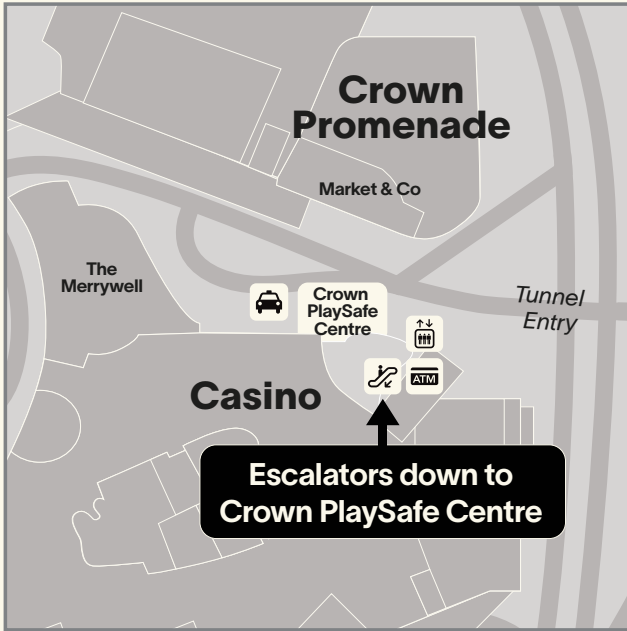 Crown
Promenade
Market & Co
The
Merrywell
Crown
PlaySafe
Centre
Tunnel
Entry
ATM
Casino
Escalators down to
Crown PlaySafe Centre